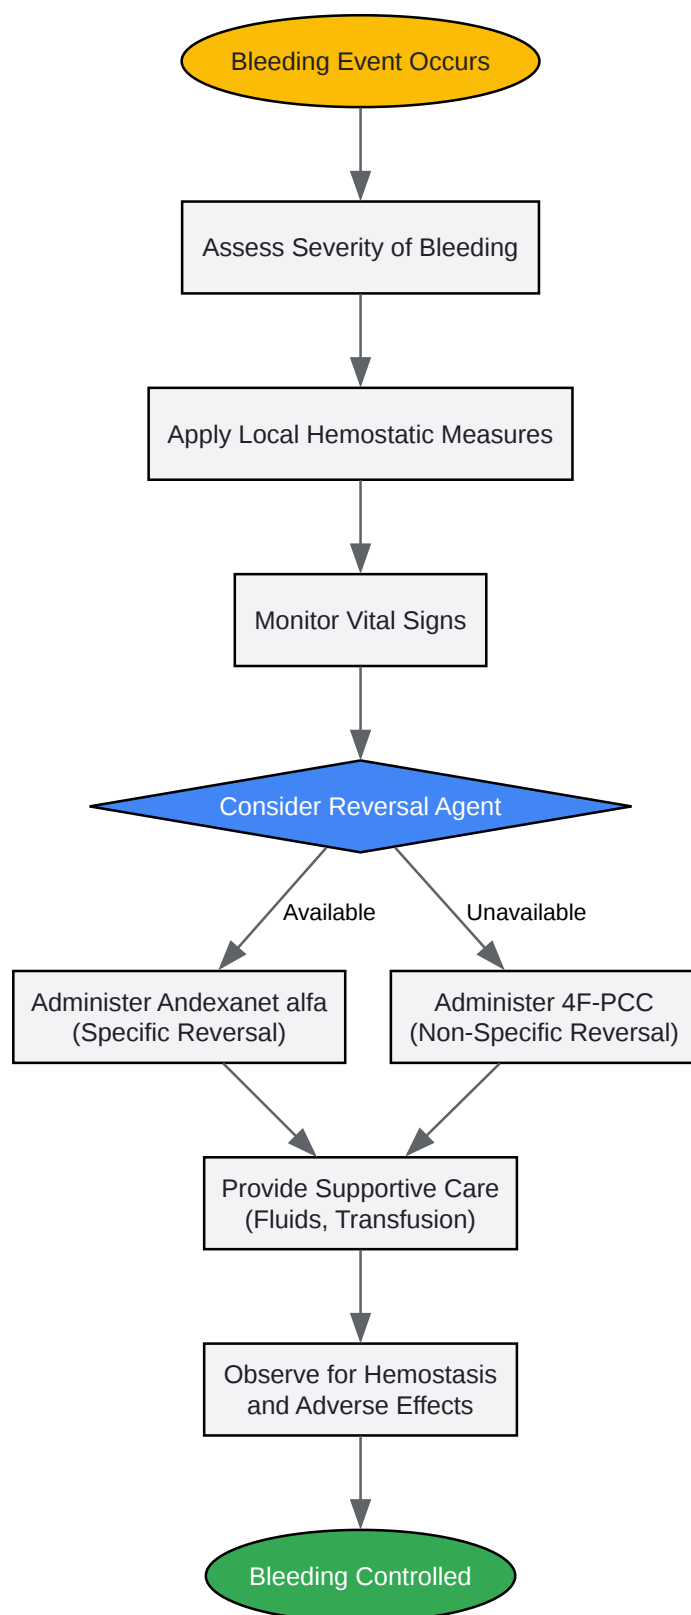 Bleeding Event Occurs
Assess Severity of Bleeding
Apply Local Hemostatic Measures
Monitor Vital Signs
Consider Reversal Agent
Available
Unavailable
Administer Andexanet alfa
(Specific Reversal)
Administer 4F-PCC
(Non-Specific Reversal)
Provide Supportive Care
(Fluids, Transfusion)
Observe for Hemostasis
and Adverse Effects
Bleeding Controlled